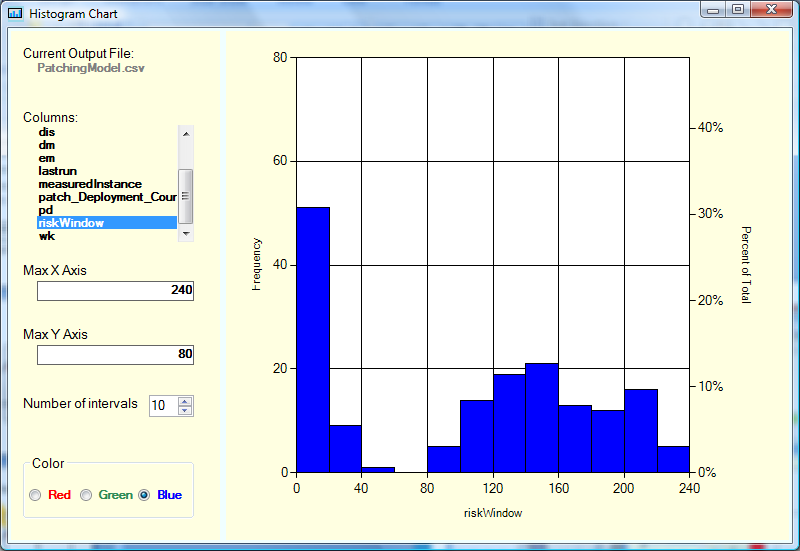 Histogram Chart
Current Output File:
PatchingModel.csv
Columns:
dis
dm
em
lastrun
measuredInstance
patch_Deployment_Cour
pd
riskWindow
wk
Max X Axis
240
Max Y Axis
80
Number of intervals 10
Color
Red Green Blue
80
60
40
20
0
Frequency
40%
30%
20%
10%
0%
Percent of Total
0 40 80 120 160 200 240
riskWindow